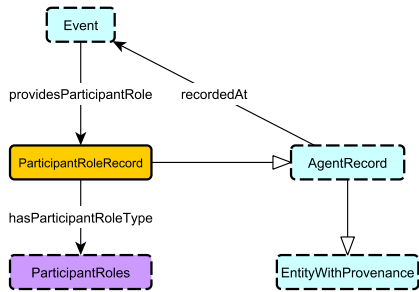 Event
providesParticipantRole
recordedAt
ParticipantRoleRecord
AgentRecord
hasParticipantRoleType
ParticipantRoles
EntityWithProvenance